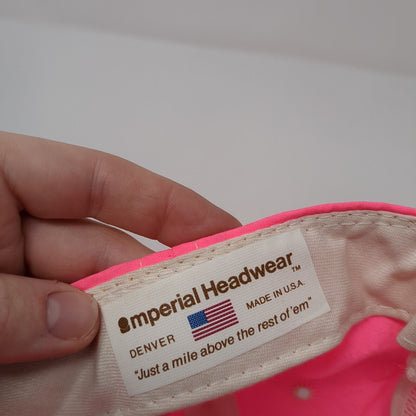 Imperial Headwear™
DENVER MADE IN U.S.A.
"Just a mile above the rest of 'em"